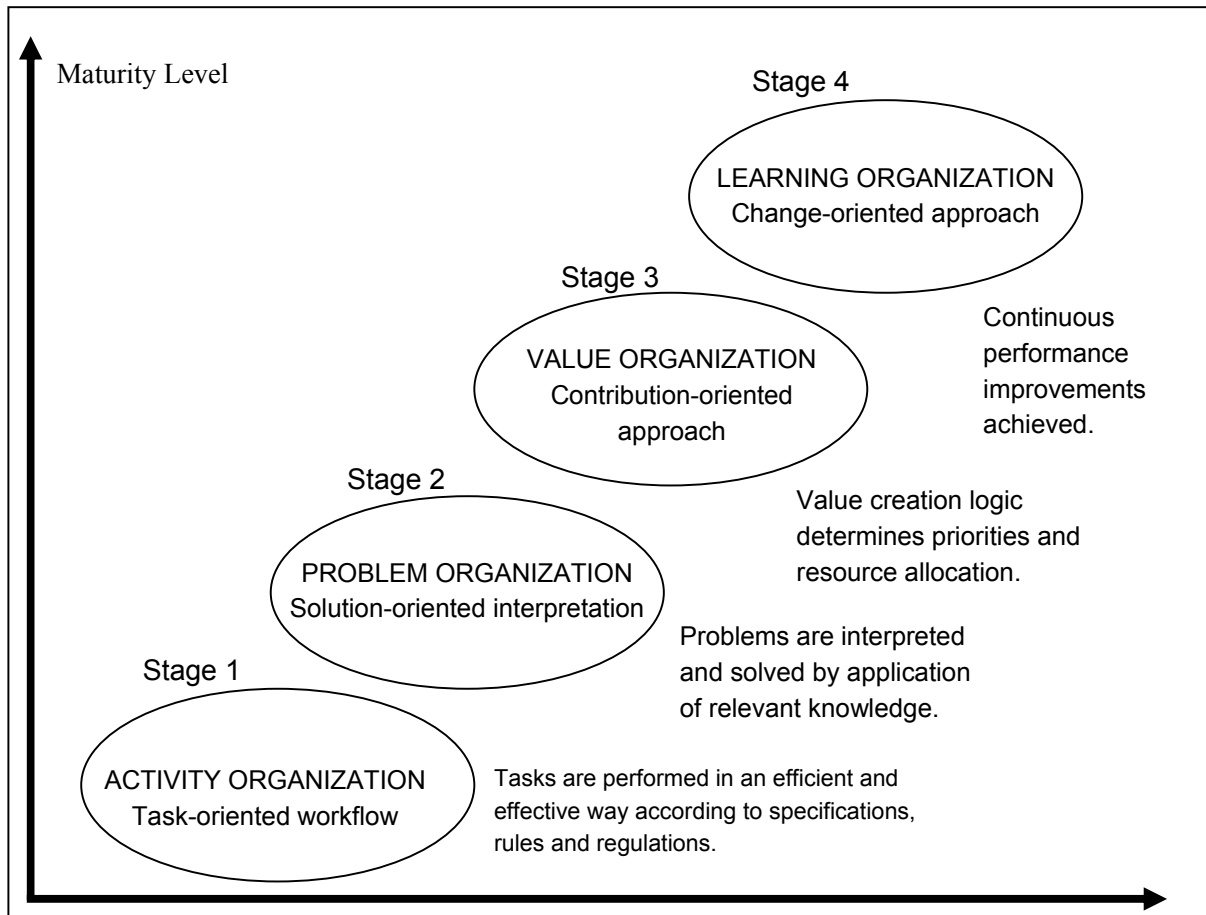 Maturity Level
Stage 4
LEARNING ORGANIZATION
Change-oriented approach
Continuous
performance
improvements
achieved.
Stage 3
VALUE ORGANIZATION
Contribution-oriented
approach
Value creation logic
determines priorities and
resource allocation.
Stage 2
PROBLEM ORGANIZATION
Solution-oriented interpretation
Problems are interpreted
and solved by application
of relevant knowledge.
Stage 1
ACTIVITY ORGANIZATION
Task-oriented workflow
Tasks are performed in an efficient and
effective way according to specifications,
rules and regulations.